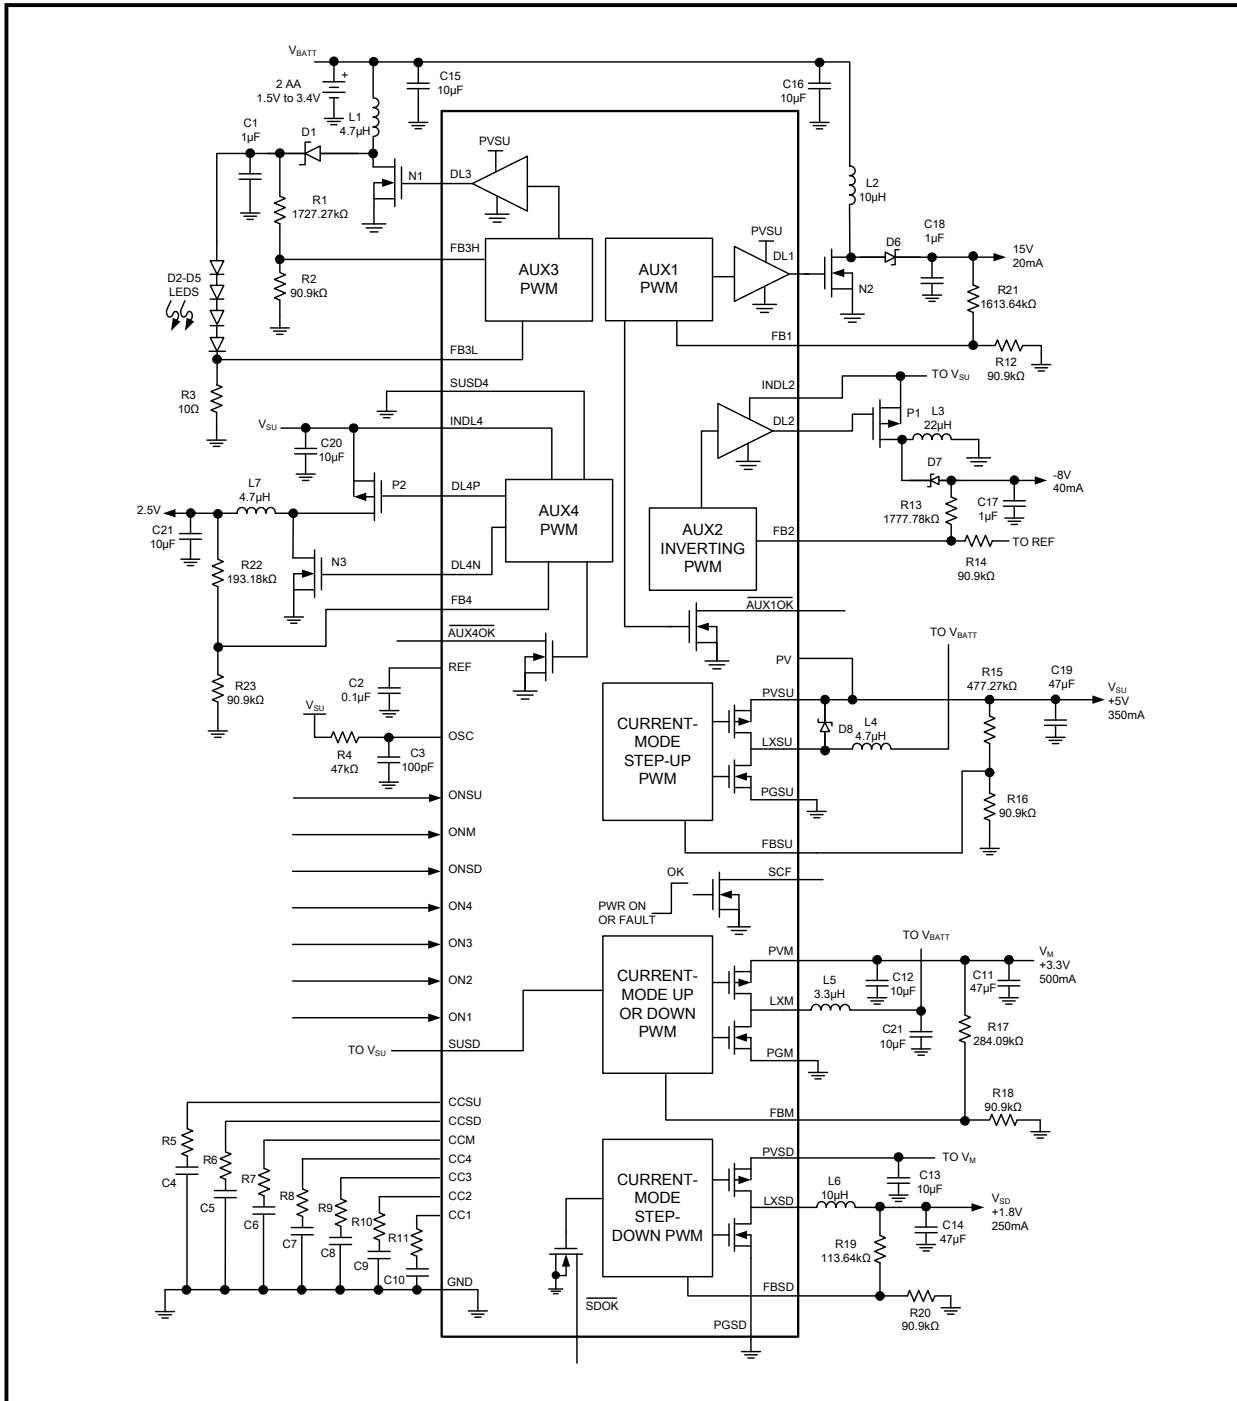 VBATT
2 AA
1.5V to 3.4V
+
C15
10µF
C16
10µF
L1
4.7µH
C1
1µF
D1
R1
1727.27kΩ
R2
90.9kΩ
D2-D5
LEDS
R3
10Ω
N1
DL3
PVSU
FB3H
AUX3
PWM
FB3L
AUX1
PWM
PVSU
DL1
N2
L2
10µH
D6
C18
1µF
15V
20mA
R21
1613.64kΩ
FB1
R12
90.9kΩ
SUSD4
VSU
INDL4
C20
10µF
P2
DL4P
L7
4.7µH
2.5V
C21
10µF
R22
193.18kΩ
N3
DL4N
AUX4
PWM
FB4
AUX4OK
R23
90.9kΩ
REF
C2
0.1µF
TO VSU
INDL2
DL2
P1
L3
22µH
D7
-8V
40mA
R13
1777.78kΩ
C17
1µF
AUX2
INVERTING
PWM
FB2
TO REF
R14
90.9kΩ
AUX1OK
VSU
R4
47kΩ
OSC
C3
100pF
TO VBATT
PV
PVSU
R15
477.27kΩ
C19
47µF
VSU
+5V
350mA
CURRENT-
MODE
STEP-UP
PWM
D8
L4
4.7µH
LXSU
PGSU
R16
90.9kΩ
FBSU
ONSU
ONM
ONSD
ON4
ON3
ON2
ON1
TO VSU
SUSD
OK
PWR ON
OR FAULT
SCF
TO VBATT
PVM
CURRENT-
MODE UP
OR DOWN
PWM
C12
10µF
C11
47µF
VM
+3.3V
500mA
L5
3.3µH
LXM
C21
10µF
R17
284.09kΩ
PGM
FBM
R18
90.9kΩ
CCSU
CCSD
CCM
CC4
CC3
CC2
CC1
R5
R6
R7
R8
R9
R10
R11
C4
C5
C6
C7
C8
C9
C10
GND
PVSD
TO VM
CURRENT-
MODE
STEP-
DOWN PWM
C13
10µF
L6
10µH
LXSD
VSD
+1.8V
250mA
C14
47µF
R19
113.64kΩ
FBSD
R20
90.9kΩ
SDOK
PGSD